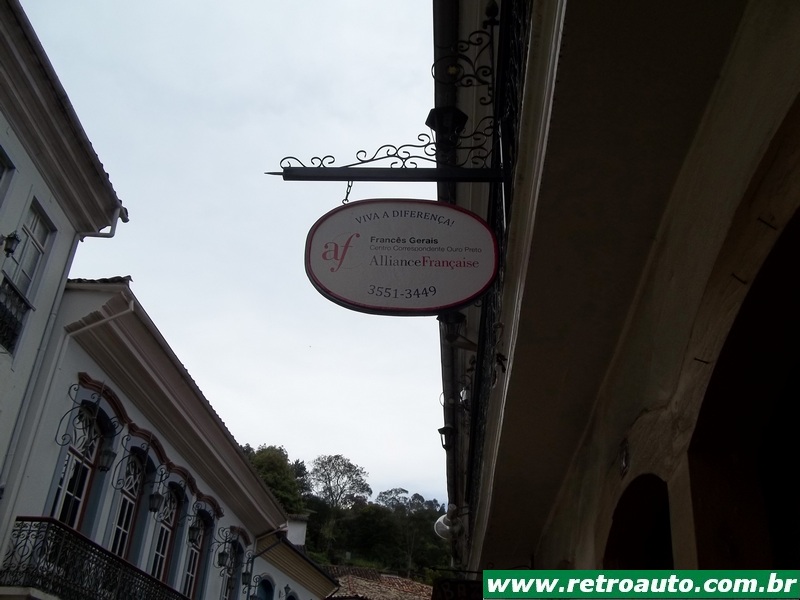 VIVA A DIFERENÇA!
af
Francês Gerais
Centro Correspondente Ouro Preto
AllianceFrançaise
3551-3449
www.retroauto.com.br